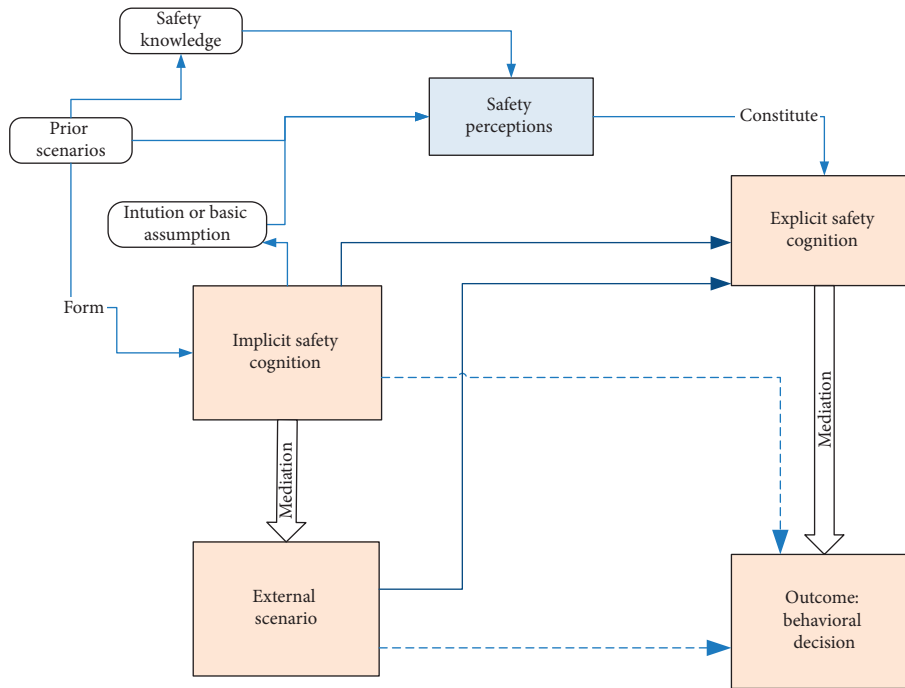 Safety
knowledge
Prior
scenarios
Safety
perceptions
Constitute
Intution or basic
assumption
Explicit safety
cognition
Form
Implicit safety
cognition
Mediation
Mediation
External
scenario
Outcome:
behavioral
decision